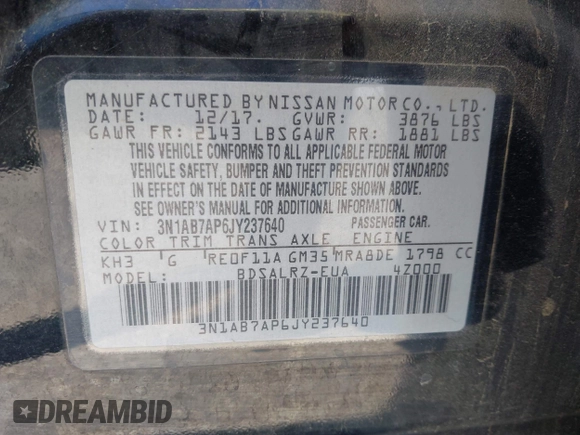 MANUFACTURED BY NISSAN MOTOR CO., LTD.
DATE: 12/17. GVWR: 3876 LBS
GAWR FR: 2143 LBS GAWR RR: 1881 LBS
THIS VEHICLE CONFORMS TO ALL APPLICABLE FEDERAL MOTOR
VEHICLE SAFETY, BUMPER AND THEFT PREVENTION STANDARDS
IN EFFECT ON THE DATE OF MANUFACTURE SHOWN ABOVE.
SEE OWNER'S MANUAL FOR ADDITIONAL INFORMATION.
VIN: 3N1AB7AP6JY237640 PASSENGER CAR.
COLOR TRIM TRANS AXLE ENGINE
KH3 G RE0F11A GM35 MRA8DE 1798 CC
MODEL: BDSALRZ-EUA 4Z000
3N1AB7AP6JY237640
DREAMBID